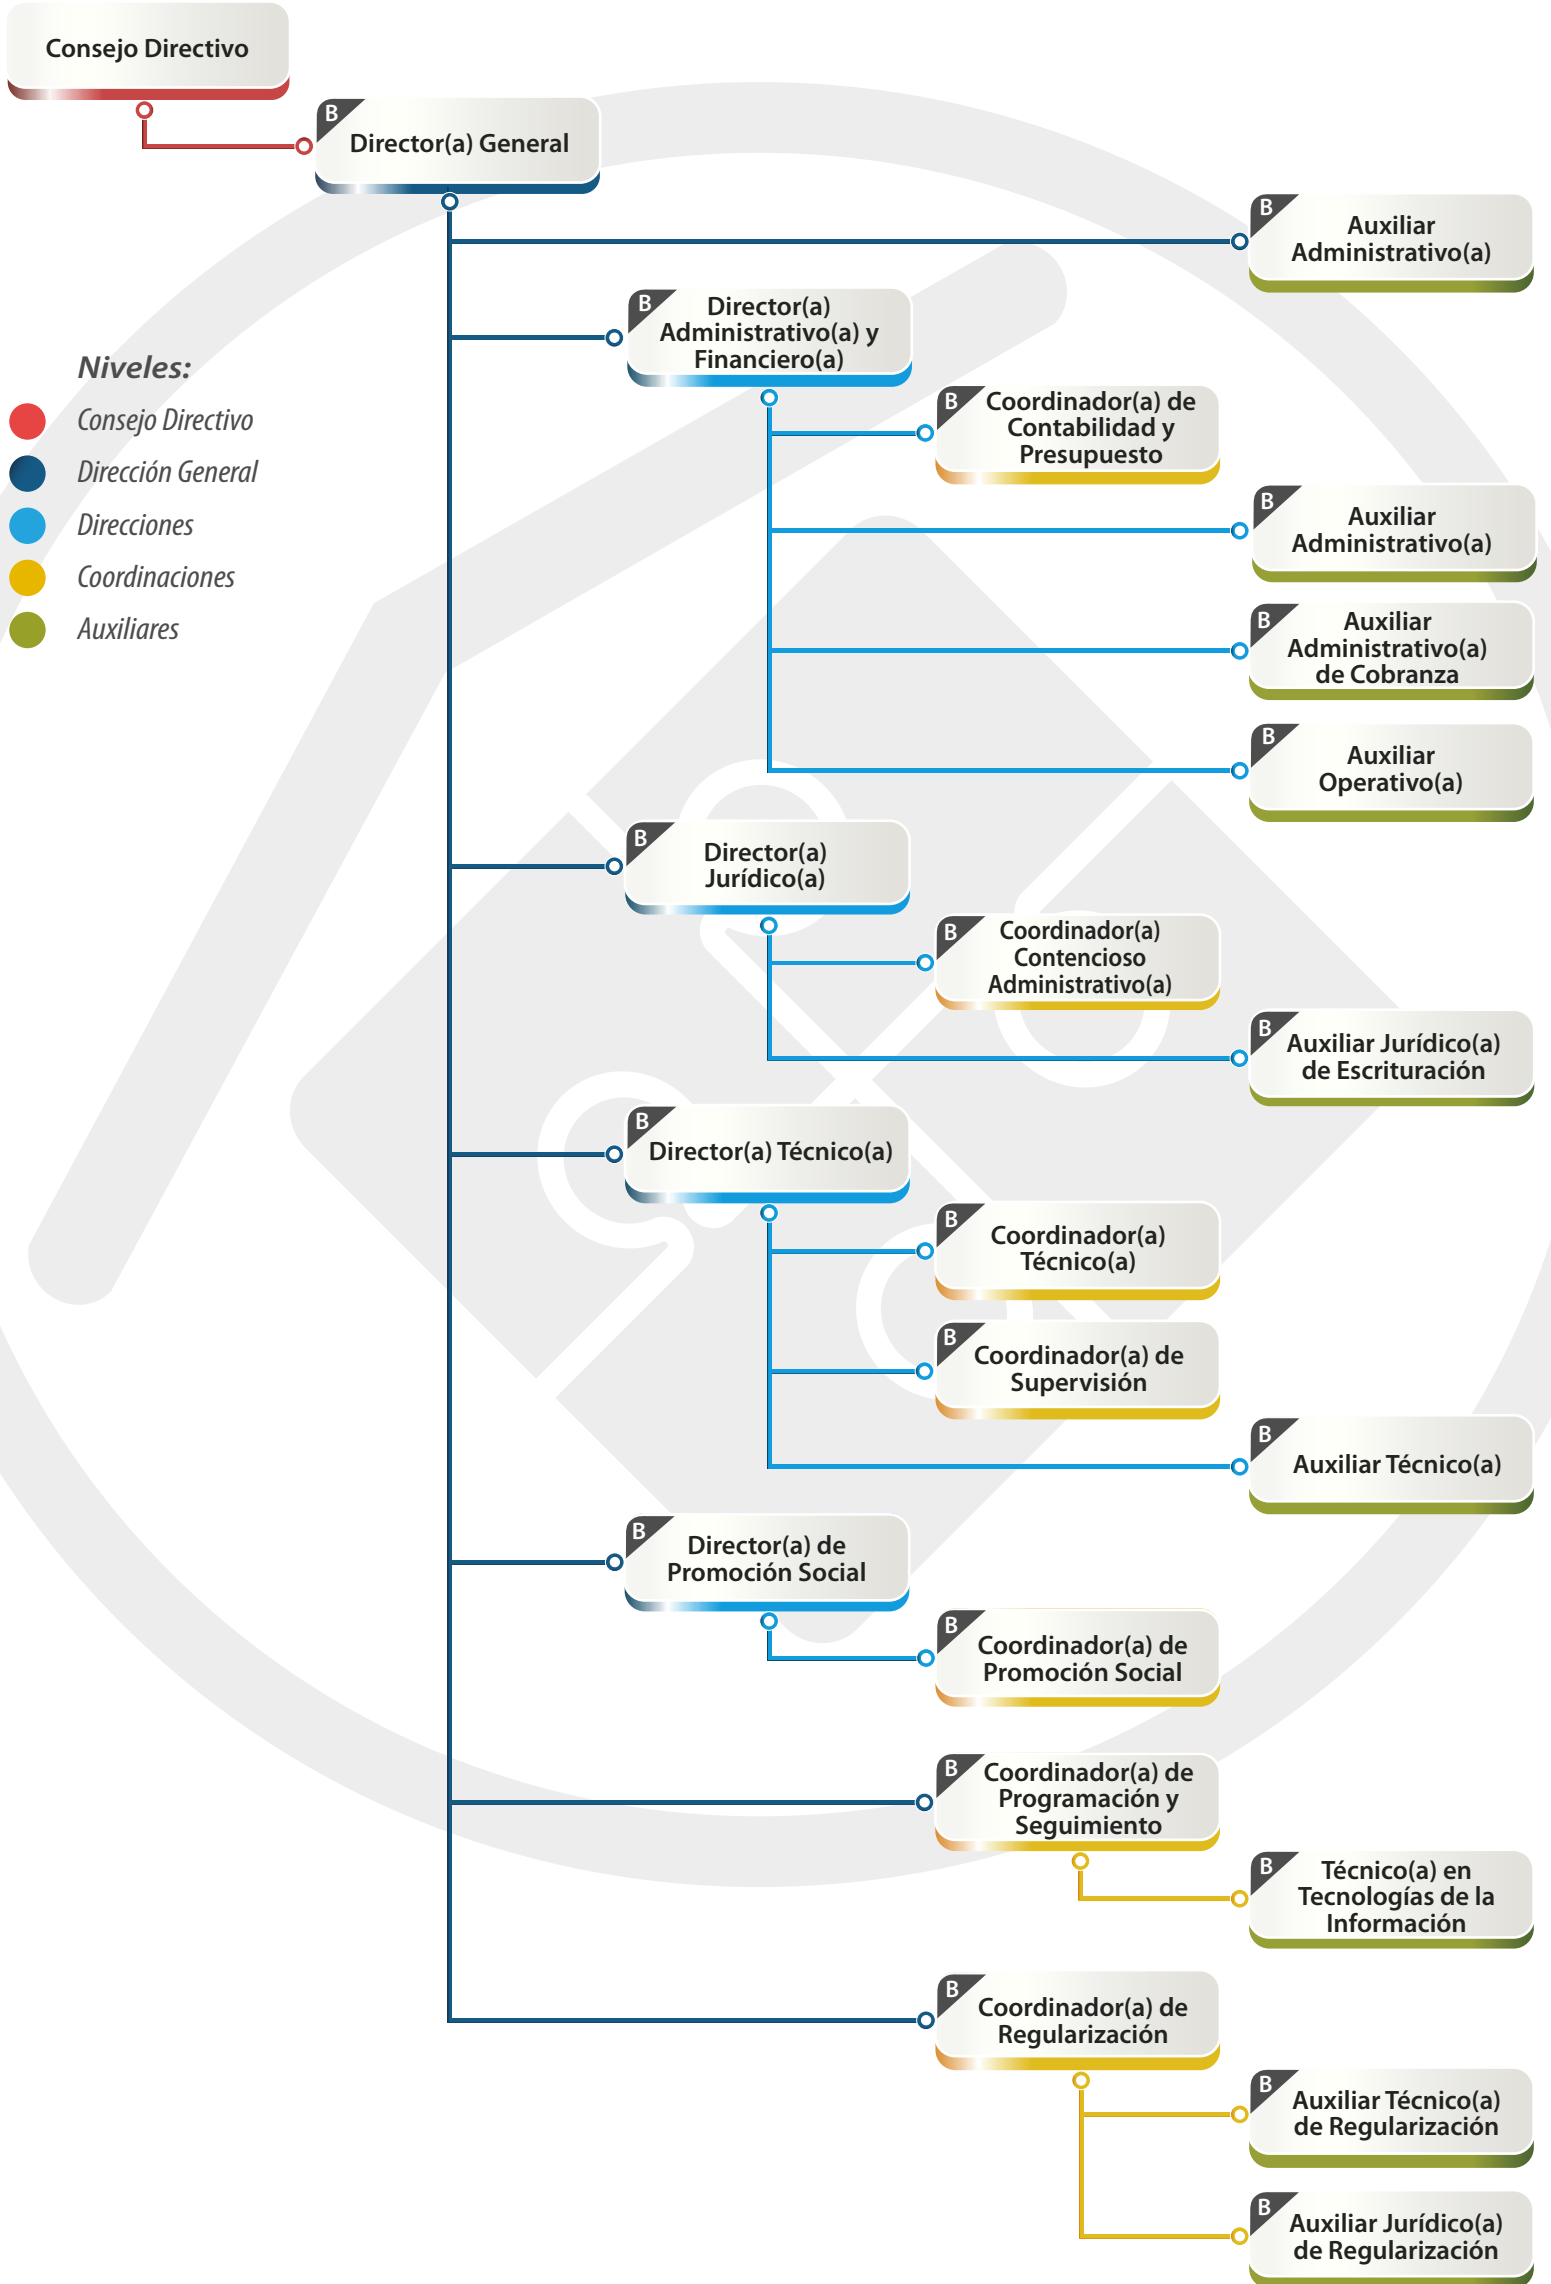 Consejo Directivo
B
Director(a) General
B
Auxiliar
Administrativo(a)
B
Director(a)
Administrativo(a) y
Financiero(a)
Niveles:
Consejo Directivo
Dirección General
Direcciones
Coordinaciones
Auxiliares
B
Coordinador(a) de
Contabilidad y
Presupuesto
B
Auxiliar
Administrativo(a)
B
Auxiliar
Administrativo(a)
de Cobranza
B
Auxiliar
Operativo(a)
B
Director(a)
Jurídico(a)
B
Coordinador(a)
Contencioso
Administrativo(a)
B
Auxiliar Jurídico(a)
de Escrituración
B
Director(a) Técnico(a)
B
Coordinador(a)
Técnico(a)
B
Coordinador(a) de
Supervisión
B
Auxiliar Técnico(a)
B
Director(a) de
Promoción Social
B
Coordinador(a) de
Promoción Social
B
Coordinador(a) de
Programación y
Seguimiento
B
Técnico(a) en
Tecnologías de la
Información
B
Coordinador(a) de
Regularización
B
Auxiliar Técnico(a)
de Regularización
B
Auxiliar Jurídico(a)
de Regularización